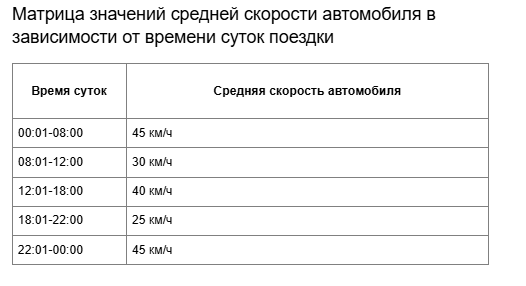 Матрица значений средней скорости автомобиля в
зависимости от времени суток поездки
Время суток Средняя скорость автомобиля
00:01-08:00 45 км/ч
08:01-12:00 30 км/ч
12:01-18:00 40 км/ч
18:01-22:00 25 км/ч
22:01-00:00 45 км/ч